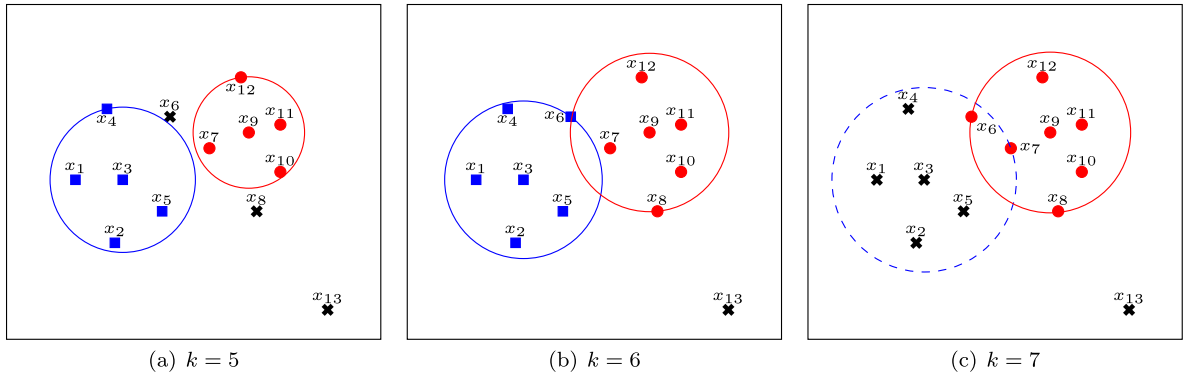 x₄ x₆ x₁₂ x₁₁ x₉ x₇ x₁₀ x₁ x₃ x₅ x₈ x₂ x₁₃
(a) k = 5
x₁₂ x₄ x₆ x₁₁ x₉ x₇ x₁₀ x₁ x₃ x₅ x₈ x₂ x₁₃
(b) k = 6
x₁₂ x₄ x₆ x₁₁ x₉ x₇ x₁₀ x₁ x₃ x₅ x₈ x₂ x₁₃
(c) k = 7